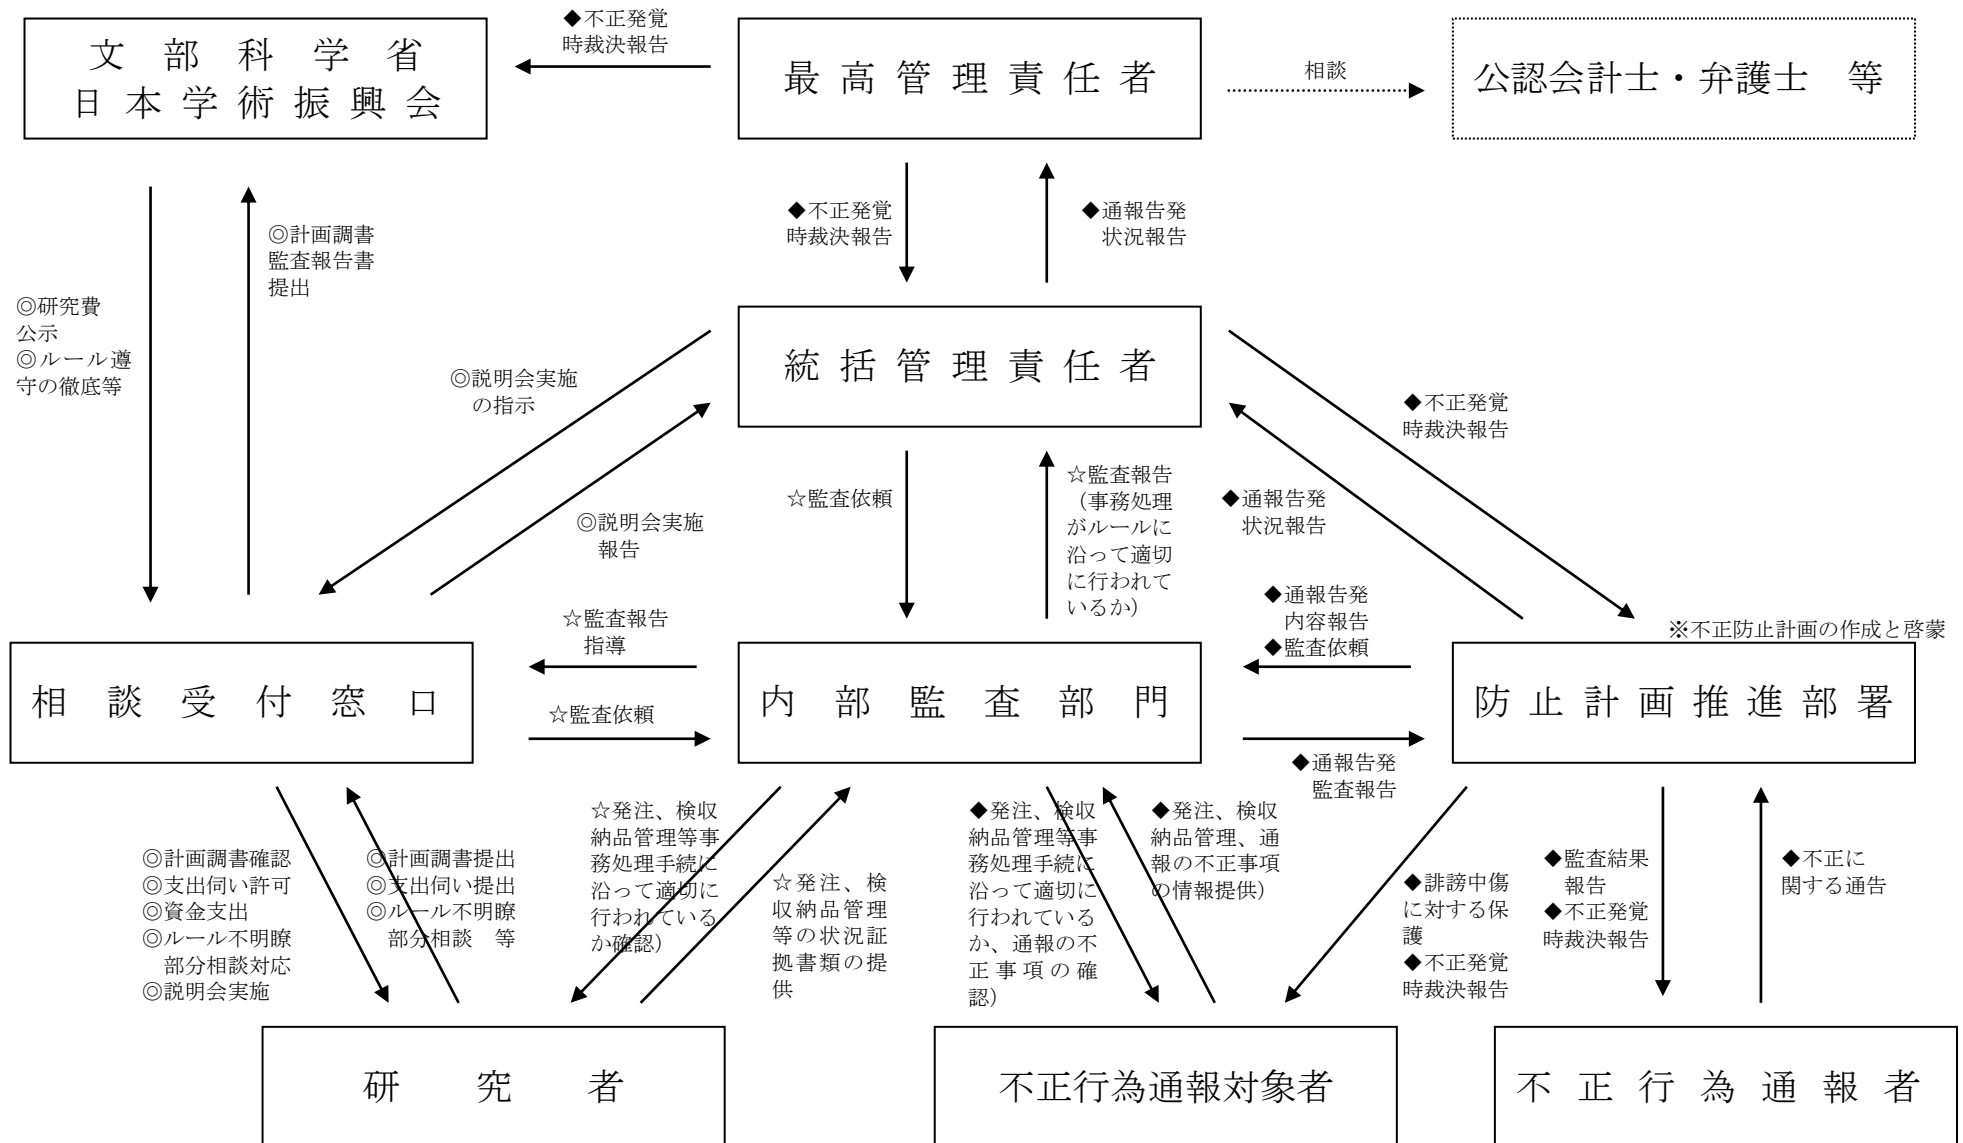 ◆不正発覚
時裁決報告
文部科学省
日本学術振興会
最高管理責任者
相談
公認会計士・弁護士　等
◆不正発覚
時裁決報告
◆通報告発
状況報告
◎計画調書
監査報告書
提出
◎研究費
公示
◎ルール遵
守の徹底等
統括管理責任者
◎説明会実施
の指示
◎説明会実施
報告
☆監査依頼
☆監査報告
（事務処理
がルールに
沿って適切
に行われて
いるか）
◆不正発覚
時裁決報告
◆通報告発
状況報告
☆監査報告
指導
◆通報告発
内容報告
◆監査依頼
※不正防止計画の作成と啓蒙
相談受付窓口
☆監査依頼
内部監査部門
◆通報告発
監査報告
防止計画推進部署
◎計画調書確認
◎支出伺い許可
◎資金支出
◎ルール不明瞭
部分相談対応
◎説明会実施
◎計画調書提出
◎支出伺い提出
◎ルール不明瞭
部分相談　等
☆発注、検収
納品管理等事
務処理手続に
沿って適切に
行われている
か確認）
☆発注、検
収納品管理
等の状況証
拠書類の提
供
◆発注、検収
納品管理等事
務処理手続に
沿って適切に
行われている
か、通報の不
正事項の確
認）
◆発注、検収
納品管理、通
報の不正事項
の情報提供）
◆誹謗中傷
に対する保
護
◆不正発覚
時裁決報告
◆監査結果
報告
◆不正発覚
時裁決報告
◆不正に
関する通告
研究者
不正行為通報対象者
不正行為通報者